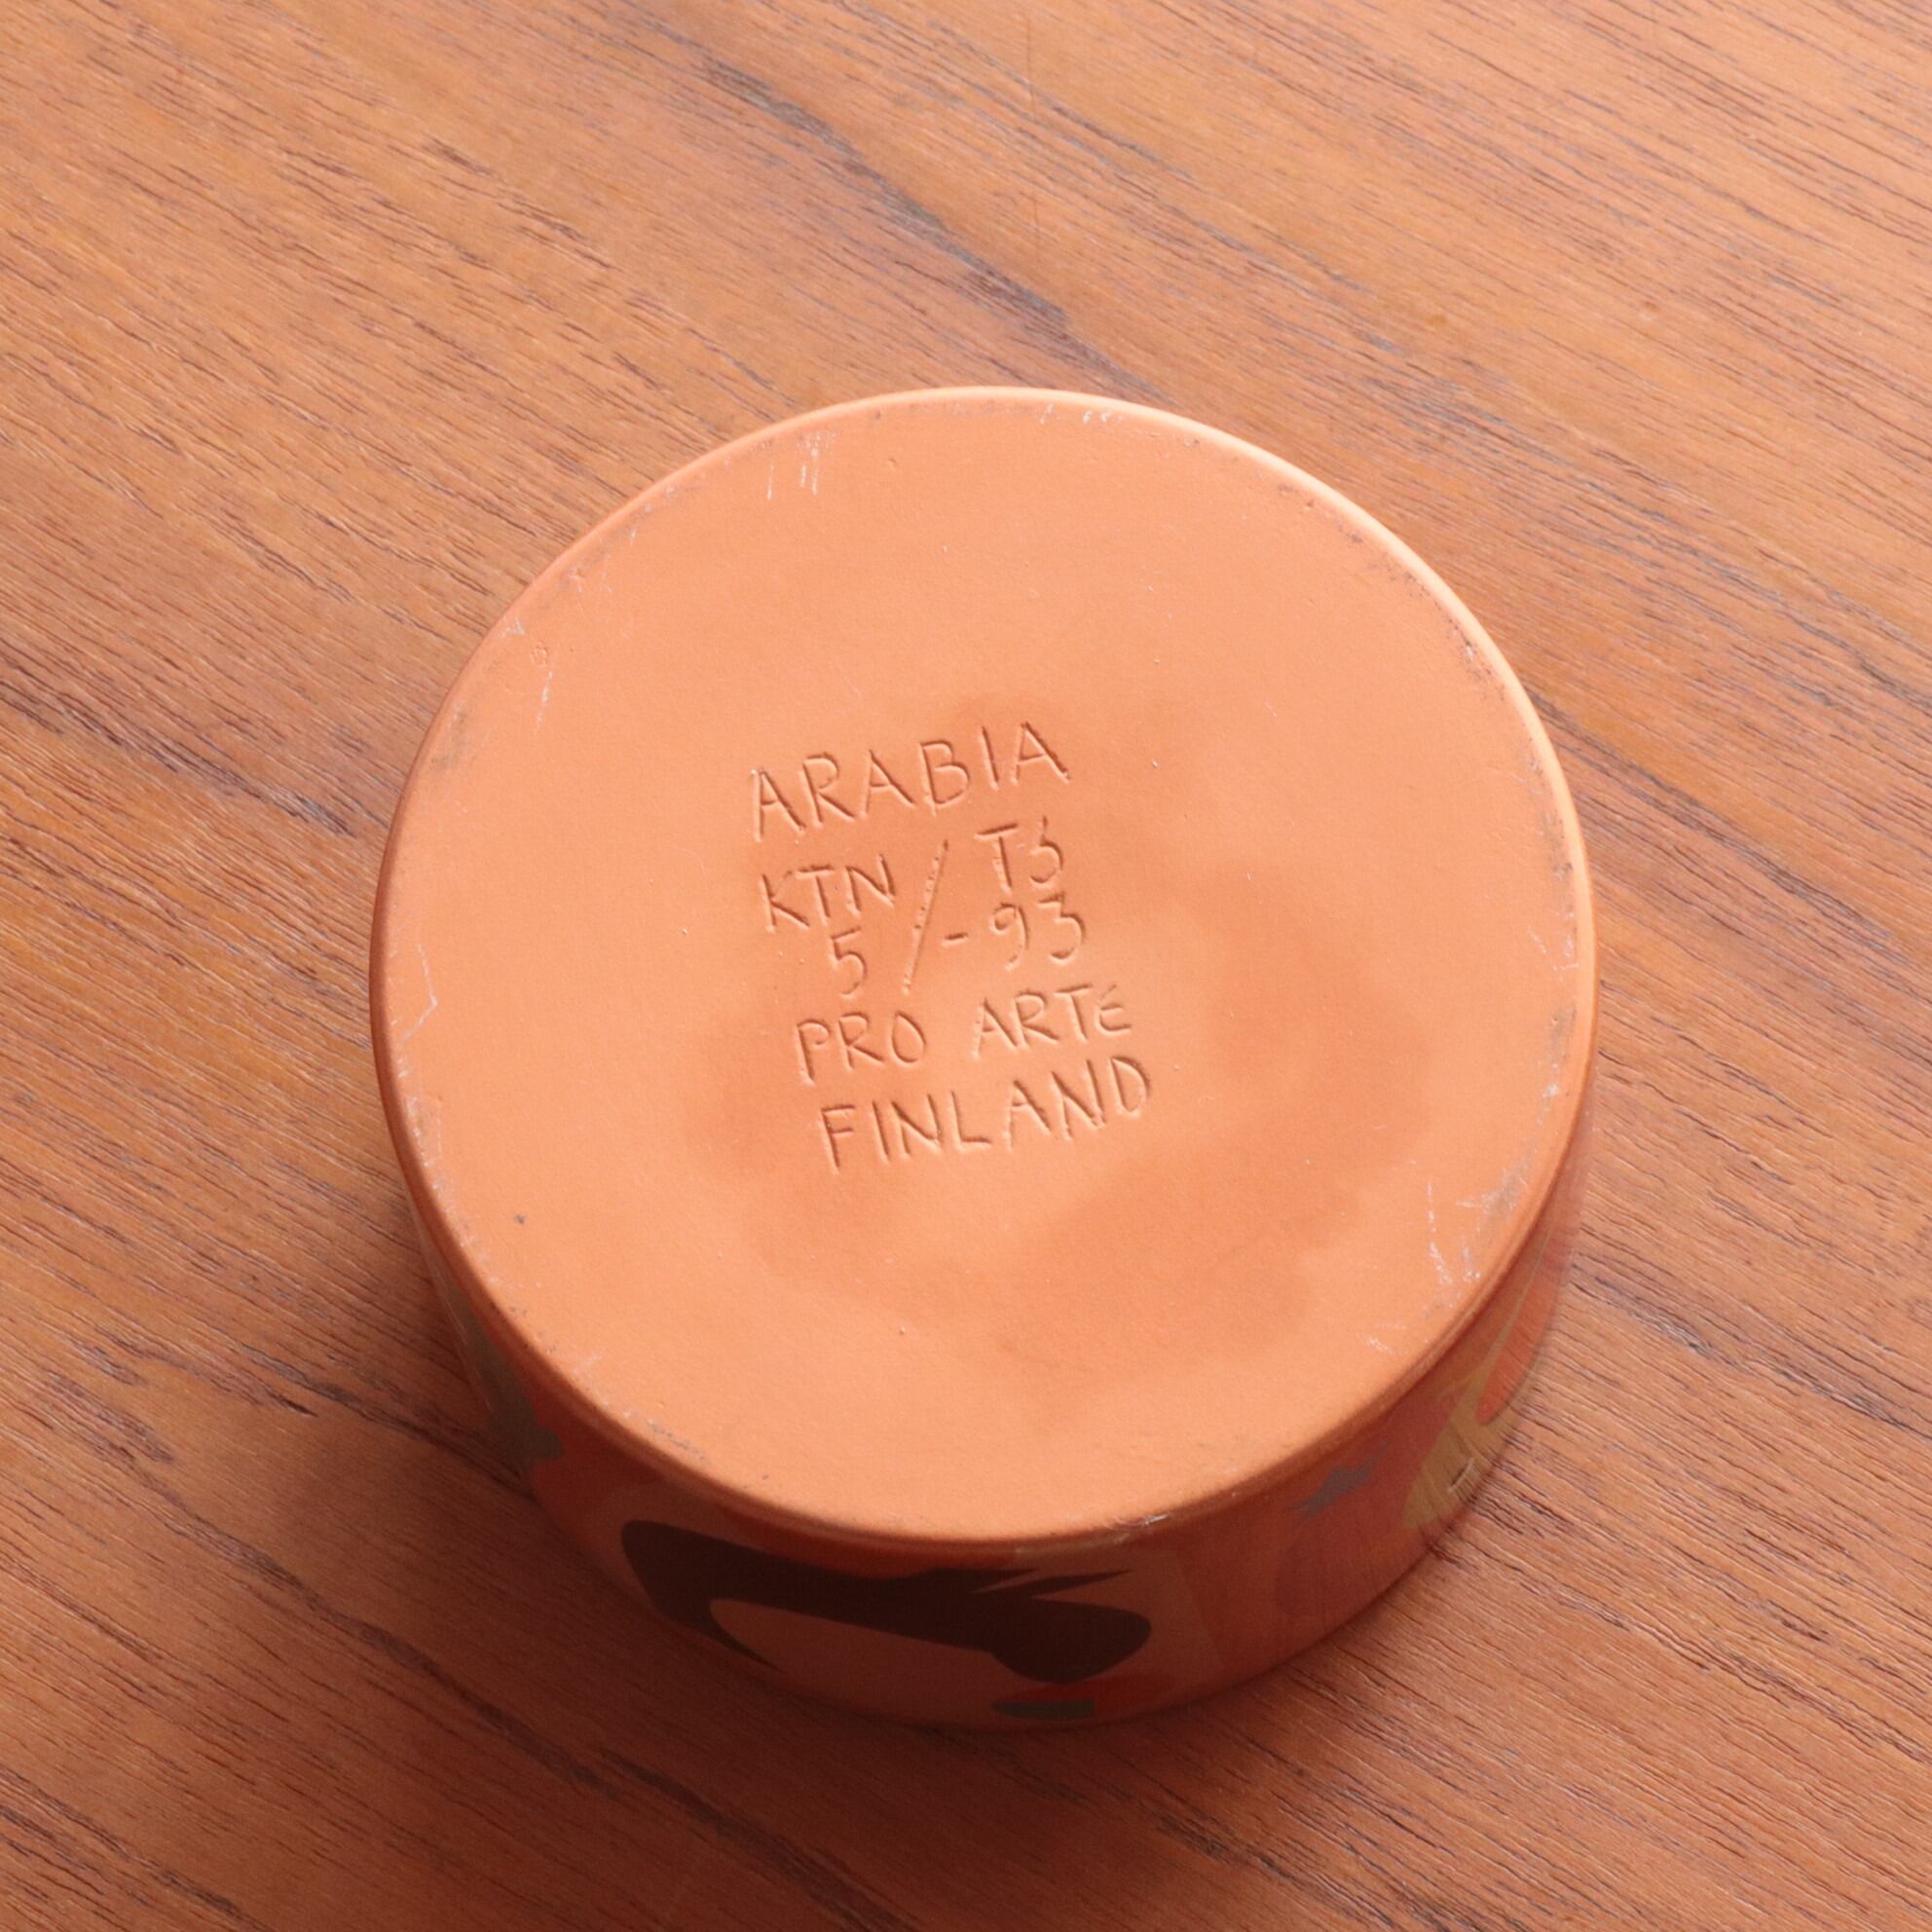 ARABIA
KTN / T3
5 / - 93
PRO ARTE
FINLAND